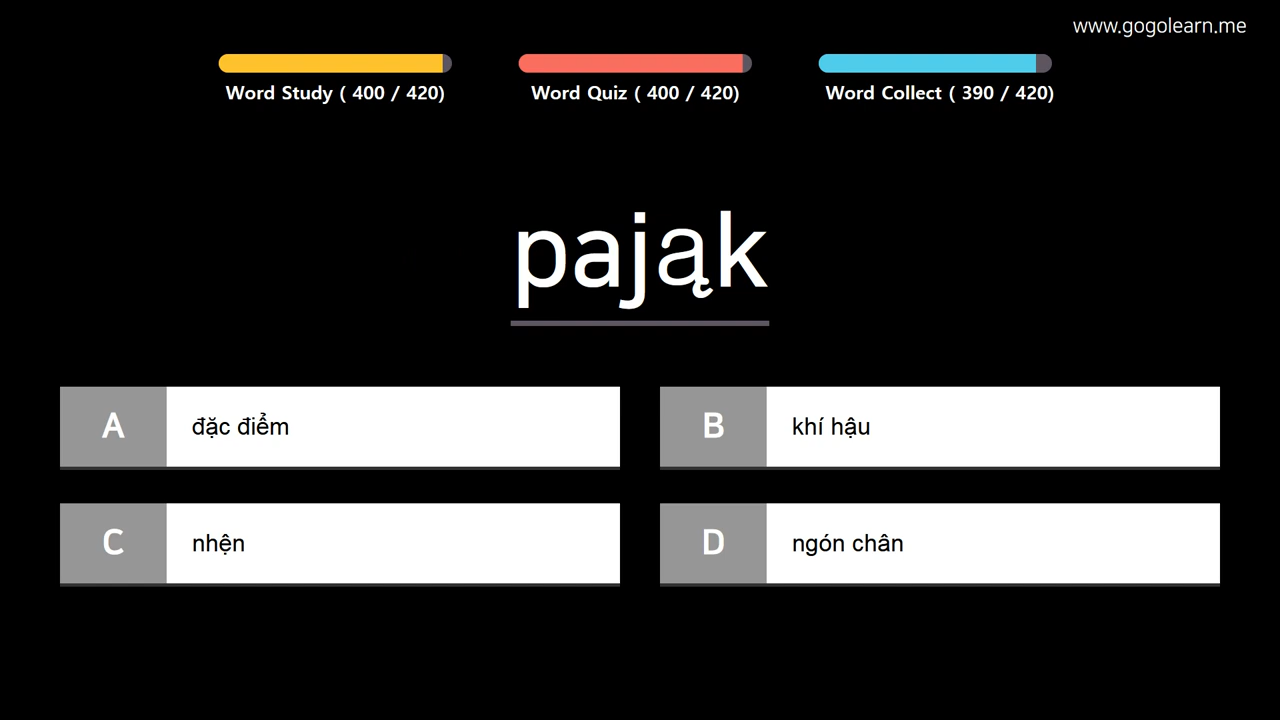 www.gogolearn.me
Word Study ( 400 / 420)
Word Quiz ( 400 / 420)
Word Collect ( 390 / 420)
pająk
A
đặc điểm
B
khí hậu
C
nhện
D
ngón chân